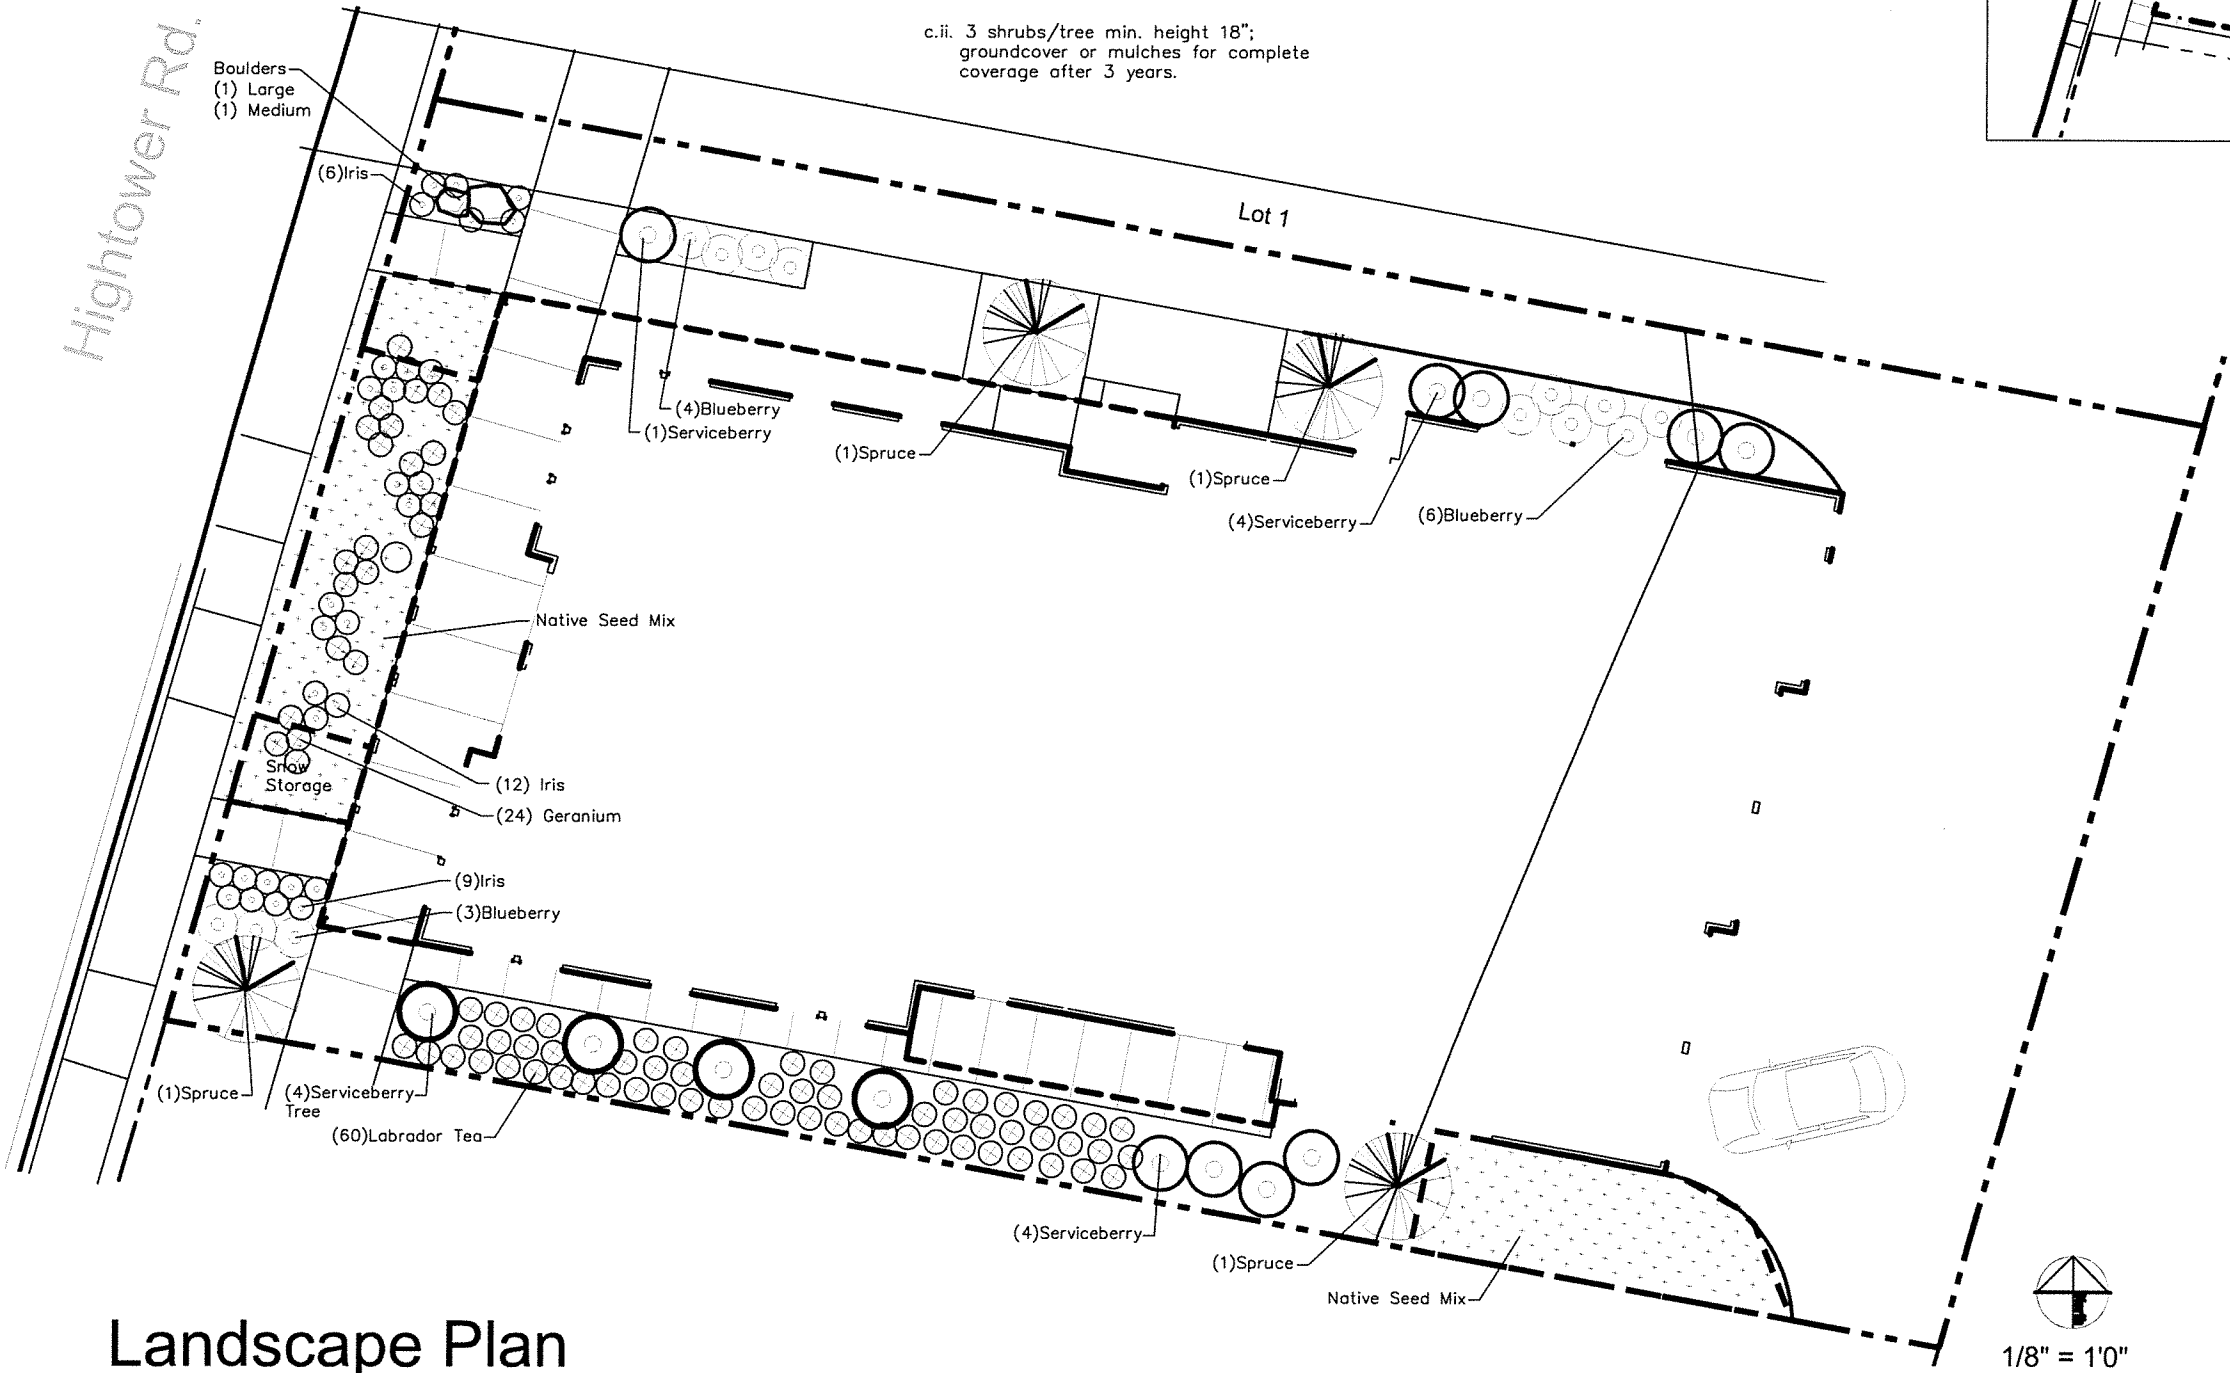 c.ii. 3 shrubs/tree min. height 18";
groundcover or mulches for complete
coverage after 3 years.
Hightower Rd.
Boulders
(1) Large
(1) Medium
(6)Iris
Lot 1
(4)Blueberry
(1)Serviceberry
(1)Spruce
(1)Spruce
(4)Serviceberry
(6)Blueberry
Native Seed Mix
Snow
Storage
(12) Iris
(24) Geranium
(9)Iris
(3)Blueberry
(1)Spruce
(4)Serviceberry
Tree
(60)Labrador Tea
(4)Serviceberry
(1)Spruce
Native Seed Mix
Landscape Plan
1/8" = 1'0"